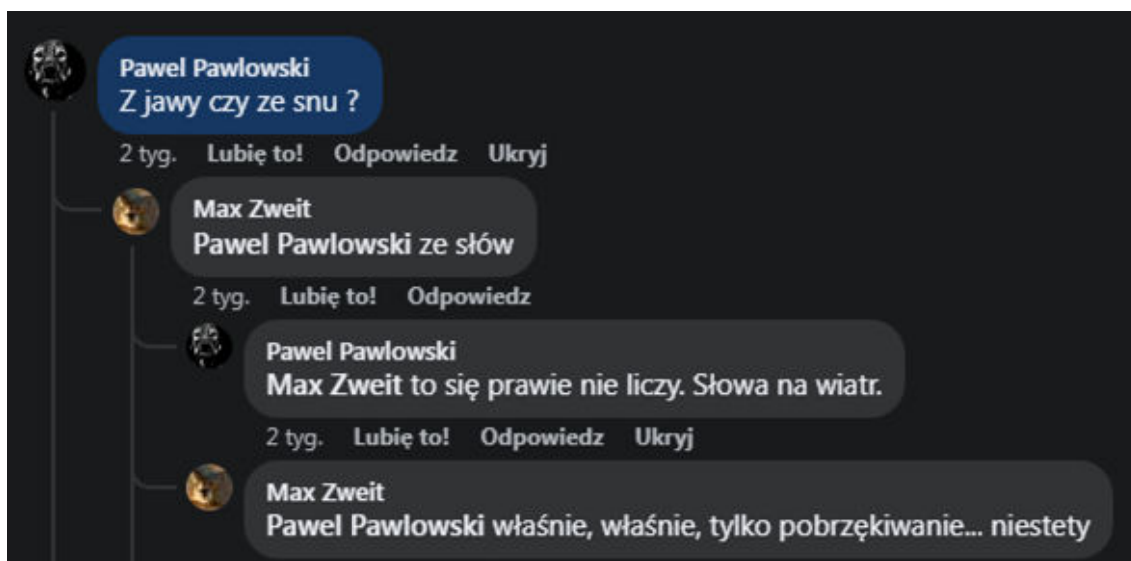 Pawel Pawlowski
Z jawy czy ze snu ?
2 tyg. Lubię to! Odpowiedz Ukryj
Max Zweit
Pawel Pawlowski ze słów
2 tyg. Lubię to! Odpowiedz
Pawel Pawlowski
Max Zweit to się prawie nie liczy. Słowa na wiatr.
2 tyg. Lubię to! Odpowiedz Ukryj
Max Zweit
Pawel Pawlowski właśnie, właśnie, tylko pobrzękiwanie... niestety